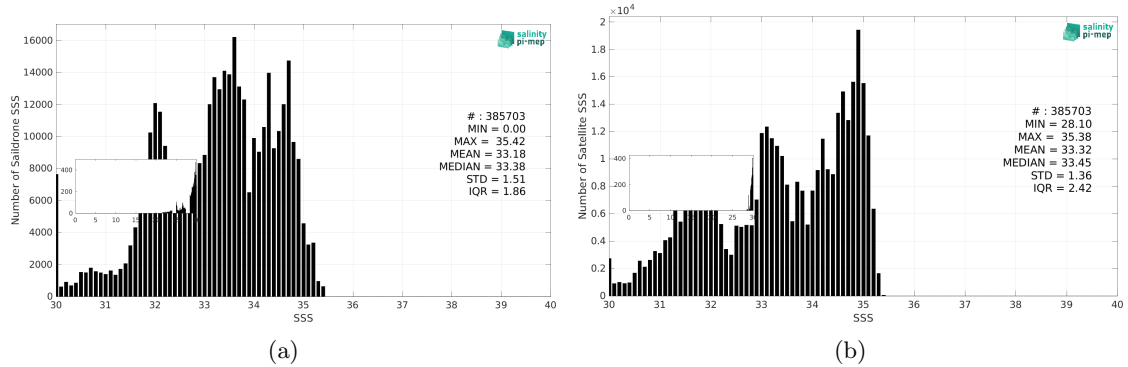 salinity
pi-mep
16000
14000
12000
10000
8000
6000
4000
2000
0
Number of Saildrone SSS
# : 385703
MIN = 0.00
MAX = 35.42
MEAN = 33.18
MEDIAN = 33.38
STD = 1.51
IQR = 1.86
400
200
0
0 5 10 15
30 31 32 33 34 35 36 37 38 39 40
SSS
(a)
×10⁴
salinity
pi-mep
2
1.8
1.6
1.4
1.2
1
0.8
0.6
0.4
0.2
0
Number of Satellite SSS
# : 385703
MIN = 28.10
MAX = 35.38
MEAN = 33.32
MEDIAN = 33.45
STD = 1.36
IQR = 2.42
400
200
0
0 5 10 15 20 25 30
30 31 32 33 34 35 36 37 38 39 40
SSS
(b)